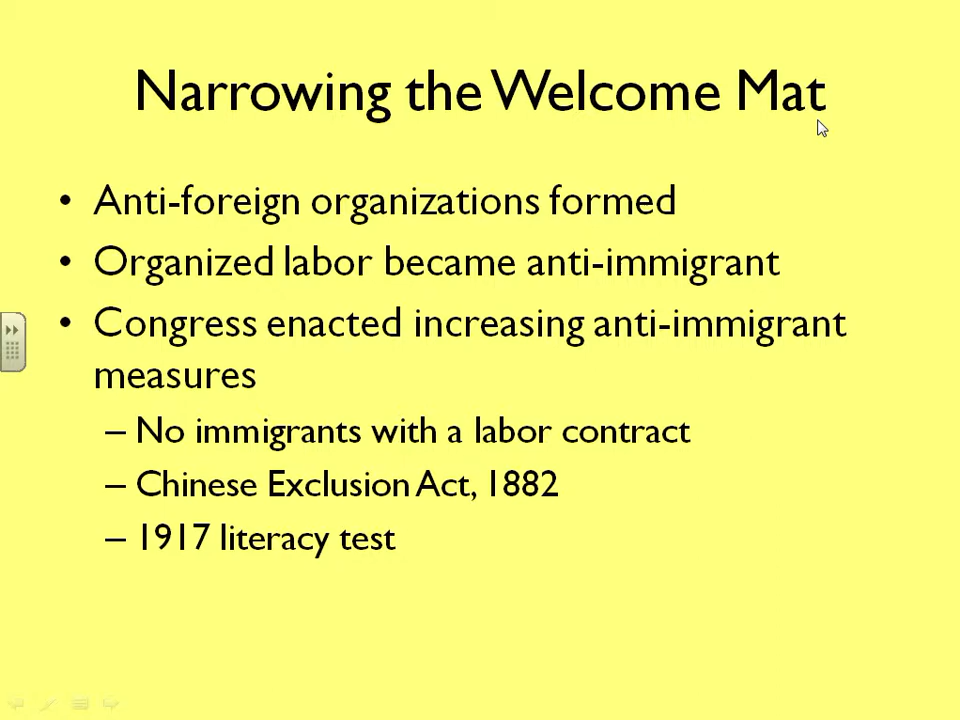 Narrowing the Welcome Mat
• Anti-foreign organizations formed
• Organized labor became anti-immigrant
• Congress enacted increasing anti-immigrant
measures
– No immigrants with a labor contract
– Chinese Exclusion Act, 1882
– 1917 literacy test